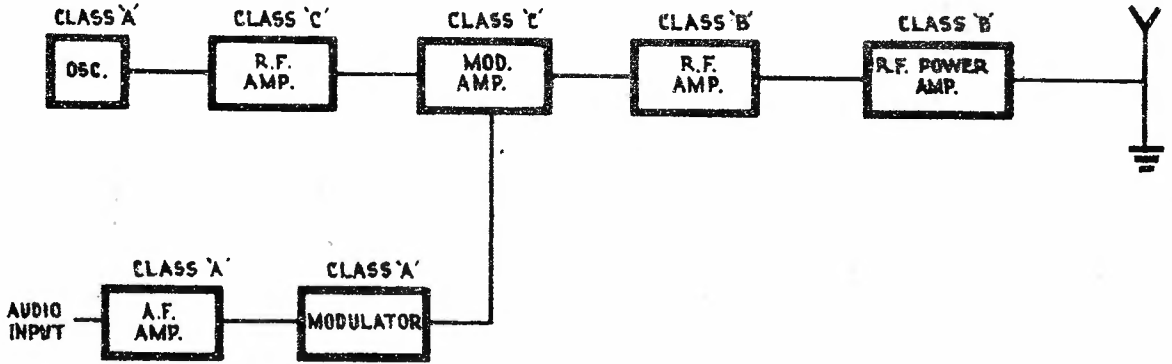 CLASS 'A'
CLASS 'C'
CLASS 'C'
CLASS 'B'
CLASS 'B'
OSC.
R.F.
AMP.
MOD.
AMP.
R.F.
AMP.
R.F. POWER
AMP.
CLASS 'A'
CLASS 'A'
AUDIO
INPUT
A.F.
AMP.
MODULATOR